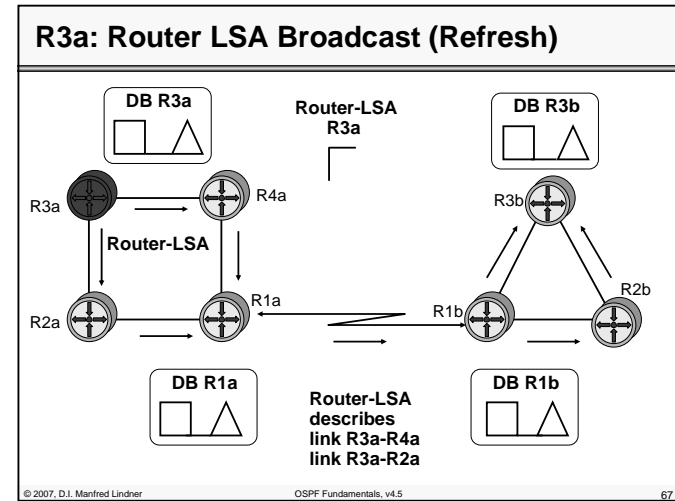 R3a: Router LSA Broadcast (Refresh)
DB R3a
Router-LSA
R3a
DB R3b
R3a
R4a
R3b
Router-LSA
R2a
R1a
R1b
R2b
DB R1a
DB R1b
Router-LSA
describes
link R3a-R4a
link R3a-R2a
© 2007, D.I. Manfred Lindner
OSPF Fundamentals, v4.5
67